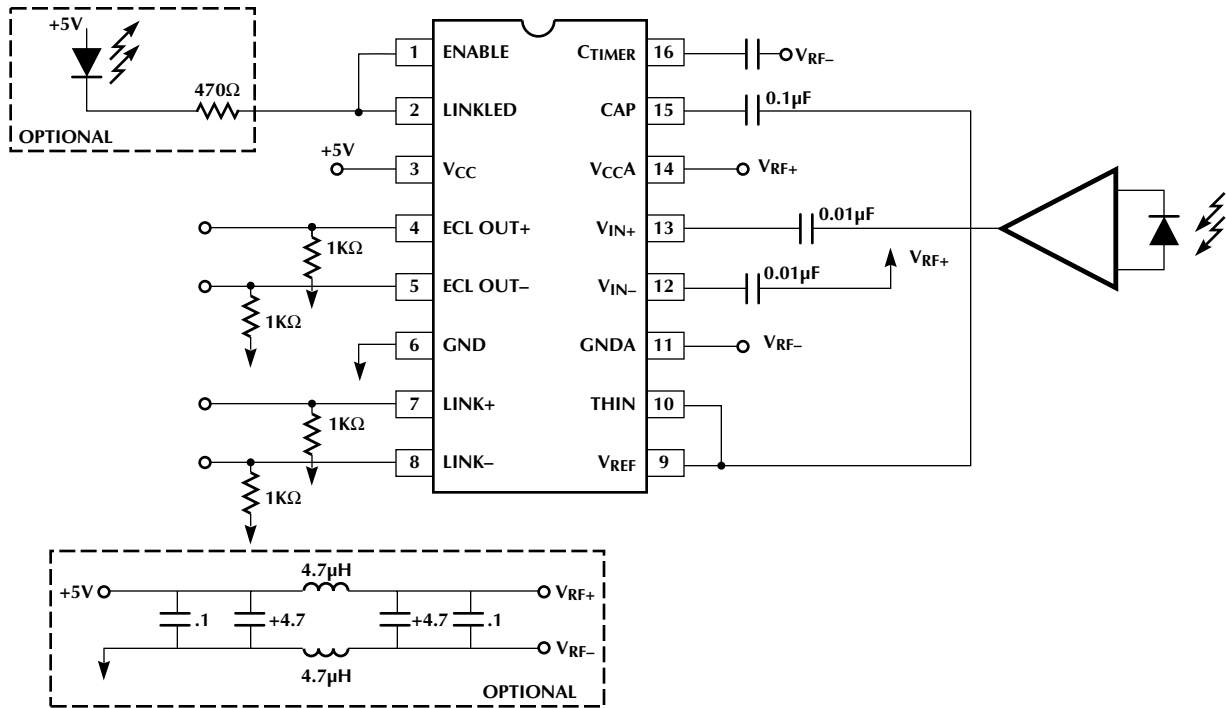 +5V
470Ω
OPTIONAL
1 ENABLE
2 LINKLED
+5V
3 VCC
4 ECL OUT+
1KΩ
5 ECL OUT–
1KΩ
6 GND
7 LINK+
1KΩ
8 LINK–
1KΩ
CTIMER 16
VRF–
CAP 15
0.1µF
VCCA 14
VRF+
VIN+ 13
0.01µF
VRF+
VIN– 12
0.01µF
GNDA 11
VRF–
THIN 10
VREF 9
4.7µH
+5V
.1
+4.7
+4.7
.1
VRF+
VRF–
4.7µH
OPTIONAL